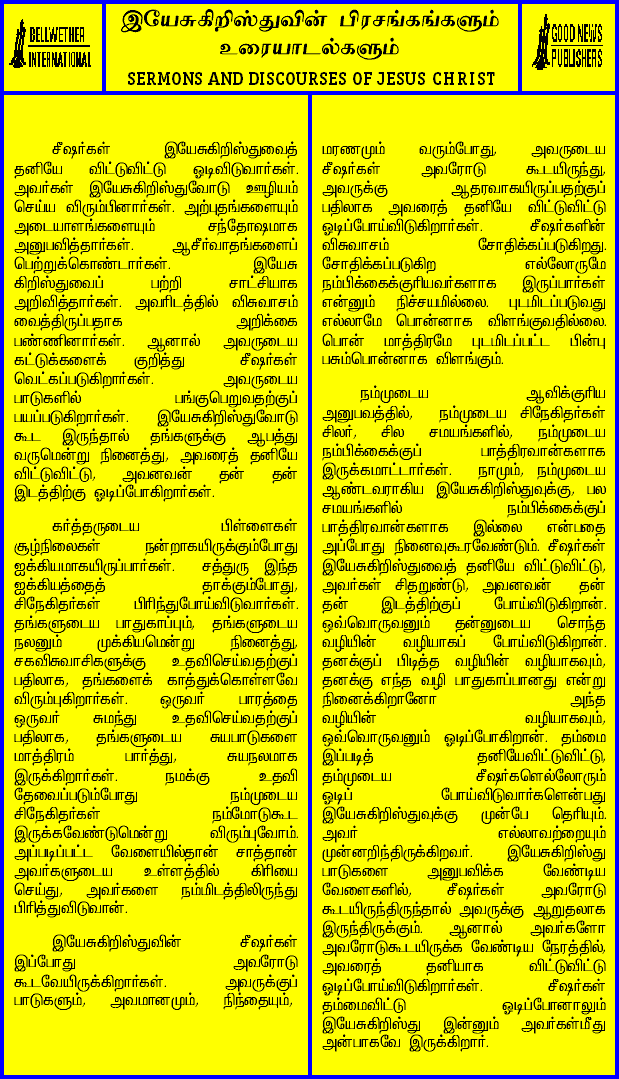 BELLWETHER
INTERNATIONAL
இயேசுகிறிஸ்துவின் பிரசங்கங்களும்
உரையாடல்களும்
SERMONS AND DISCOURSES OF JESUS CHRIST
GOOD NEWS
PUBLISHERS
சீஷர்கள் இயேசுகிறிஸ்துவைத்
தனியே விட்டுவிட்டு ஓடிவிடுவார்கள்.
அவர்கள் இயேசுகிறிஸ்துவோடு ஊழியம்
செய்ய விரும்பினார்கள். அற்புதங்களையும்
அடையாளங்களையும் சந்தோஷமாக
அனுபவித்தார்கள். ஆசீர்வாதங்களைப்
பெற்றுக்கொண்டார்கள். இயேசு
கிறிஸ்துவைப் பற்றி சாட்சியாக
அறிவித்தார்கள். அவரிடத்தில் விசுவாசம்
வைத்திருப்பதாக அறிக்கை
பண்ணினார்கள். ஆனால் அவருடைய
கட்டுக்களைக் குறித்து சீஷர்கள்
வெட்கப்படுகிறார்கள். அவருடைய
பாடுகளில் பங்குபெறுவதற்குப்
பயப்படுகிறார்கள். இயேசுகிறிஸ்துவோடு
கூட இருந்தால் தங்களுக்கு ஆபத்து
வருமென்று நினைத்து, அவரைத் தனியே
விட்டுவிட்டு, அவனவன் தன் தன்
இடத்திற்கு ஓடிப்போகிறார்கள்.
கர்த்தருடைய பிள்ளைகள்
சூழ்நிலைகள் நன்றாகயிருக்கும்போது
ஐக்கியமாகயிருப்பார்கள். சத்துரு இந்த
ஐக்கியத்தைத் தாக்கும்போது,
சிநேகிதர்கள் பிரிந்துபோய்விடுவார்கள்.
தங்களுடைய பாதுகாப்பும், தங்களுடைய
நலனும் முக்கியமென்று நினைத்து,
சகவிசுவாசிகளுக்கு உதவிசெய்வதற்குப்
பதிலாக, தங்களைக் காத்துக்கொள்ளவே
விரும்புகிறார்கள். ஒருவர் பாரத்தை
ஒருவர் சுமந்து உதவிசெய்வதற்குப்
பதிலாக, தங்களுடைய சுயபாடுகளை
மாத்திரம் பார்த்து, சுயநலமாக
இருக்கிறார்கள். நமக்கு உதவி
தேவைப்படும்போது நம்முடைய
சிநேகிதர்கள் நம்மோடுகூட
இருக்கவேண்டுமென்று விரும்புவோம்.
அப்படிப்பட்ட வேளையில்தான் சாத்தான்
அவர்களுடைய உள்ளத்தில் கிரியை
செய்து, அவர்களை நம்மிடத்திலிருந்து
பிரித்துவிடுவான்.
இயேசுகிறிஸ்துவின் சீஷர்கள்
இப்போது அவரோடு
கூடவேயிருக்கிறார்கள். அவருக்குப்
பாடுகளும், அவமானமும், நிந்தையும்,
மரணமும் வரும்போது, அவருடைய
சீஷர்கள் அவரோடு கூடயிருந்து,
அவருக்கு ஆதரவாகயிருப்பதற்குப்
பதிலாக அவரைத் தனியே விட்டுவிட்டு
ஓடிப்போய்விடுகிறார்கள். சீஷர்களின்
விசுவாசம் சோதிக்கப்படுகிறது.
சோதிக்கப்படுகிற எல்லோருமே
நம்பிக்கைக்குரியவர்களாக இருப்பார்கள்
என்னும் நிச்சயமில்லை. புடமிடப்படுவது
எல்லாமே பொன்னாக விளங்குவதில்லை.
பொன் மாத்திரமே புடமிடப்பட்ட பின்பு
பசும்பொன்னாக விளங்கும்.
நம்முடைய ஆவிக்குரிய
அனுபவத்தில், நம்முடைய சிநேகிதர்கள்
சிலர், சில சமயங்களில், நம்முடைய
நம்பிக்கைக்குப் பாத்திரவான்களாக
இருக்கமாட்டார்கள். நாமும், நம்முடைய
ஆண்டவராகிய இயேசுகிறிஸ்துவுக்கு, பல
சமயங்களில் நம்பிக்கைக்குப்
பாத்திரவான்களாக இல்லை என்பதை
அப்போது நினைவுகூரவேண்டும். சீஷர்கள்
இயேசுகிறிஸ்துவைத் தனியே விட்டுவிட்டு,
அவர்கள் சிதறுண்டு, அவனவன் தன்
தன் இடத்திற்குப் போய்விடுகிறான்.
ஒவ்வொருவனும் தன்னுடைய சொந்த
வழியின் வழியாகப் போய்விடுகிறான்.
தனக்குப் பிடித்த வழியின் வழியாகவும்,
தனக்கு எந்த வழி பாதுகாப்பானது என்று
நினைக்கிறானோ அந்த
வழியின் வழியாகவும்,
ஒவ்வொருவனும் ஓடிப்போகிறான். தம்மை
இப்படித் தனியேவிட்டுவிட்டு,
தம்முடைய சீஷர்களெல்லோரும்
ஓடிப் போய்விடுவார்களென்பது
இயேசுகிறிஸ்துவுக்கு முன்பே தெரியும்.
அவர் எல்லாவற்றையும்
முன்னறிந்திருக்கிறவர். இயேசுகிறிஸ்து
பாடுகளை அனுபவிக்க வேண்டிய
வேளைகளில், சீஷர்கள் அவரோடு
கூடயிருந்திருந்தால் அவருக்கு ஆறுதலாக
இருந்திருக்கும். ஆனால் அவர்களோ
அவரோடுகூடயிருக்க வேண்டிய நேரத்தில்,
அவரைத் தனியாக விட்டுவிட்டு
ஓடிப்போய்விடுகிறார்கள். சீஷர்கள்
தம்மைவிட்டு ஓடிப்போனாலும்
இயேசுகிறிஸ்து இன்னும் அவர்கள்மீது
அன்பாகவே இருக்கிறார்.